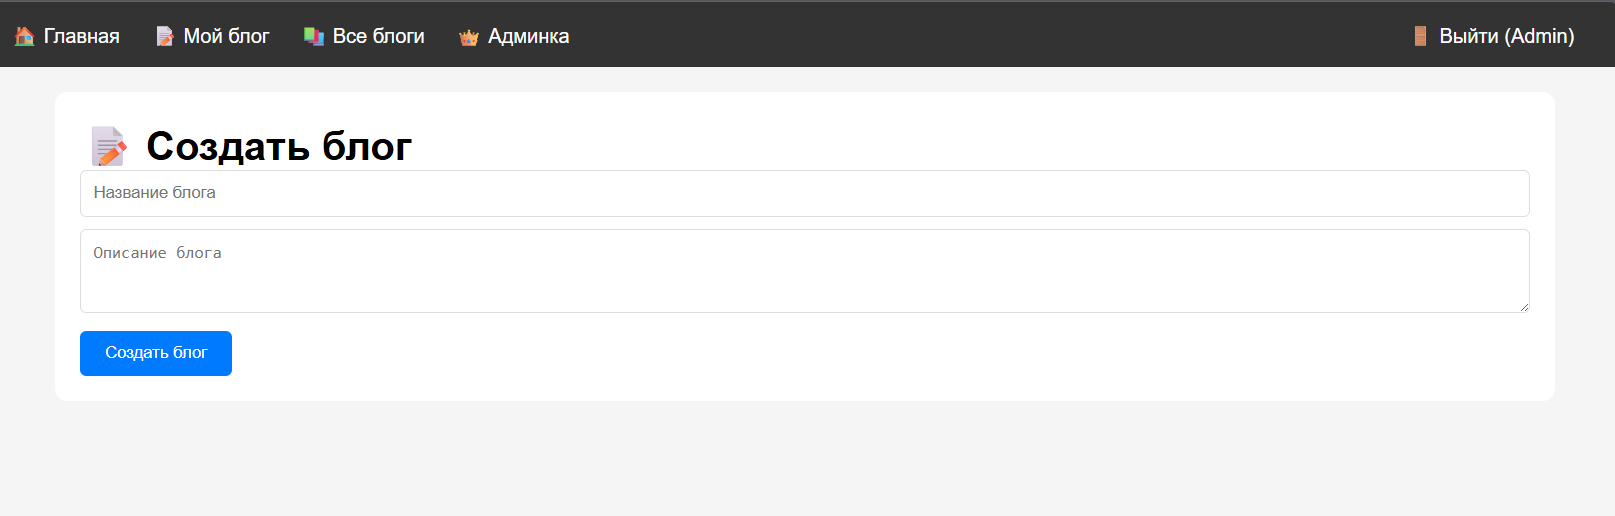 Главная Мой блог Все блоги Админка Выйти (Admin)
Создать блог
Название блога
Описание блога
Создать блог